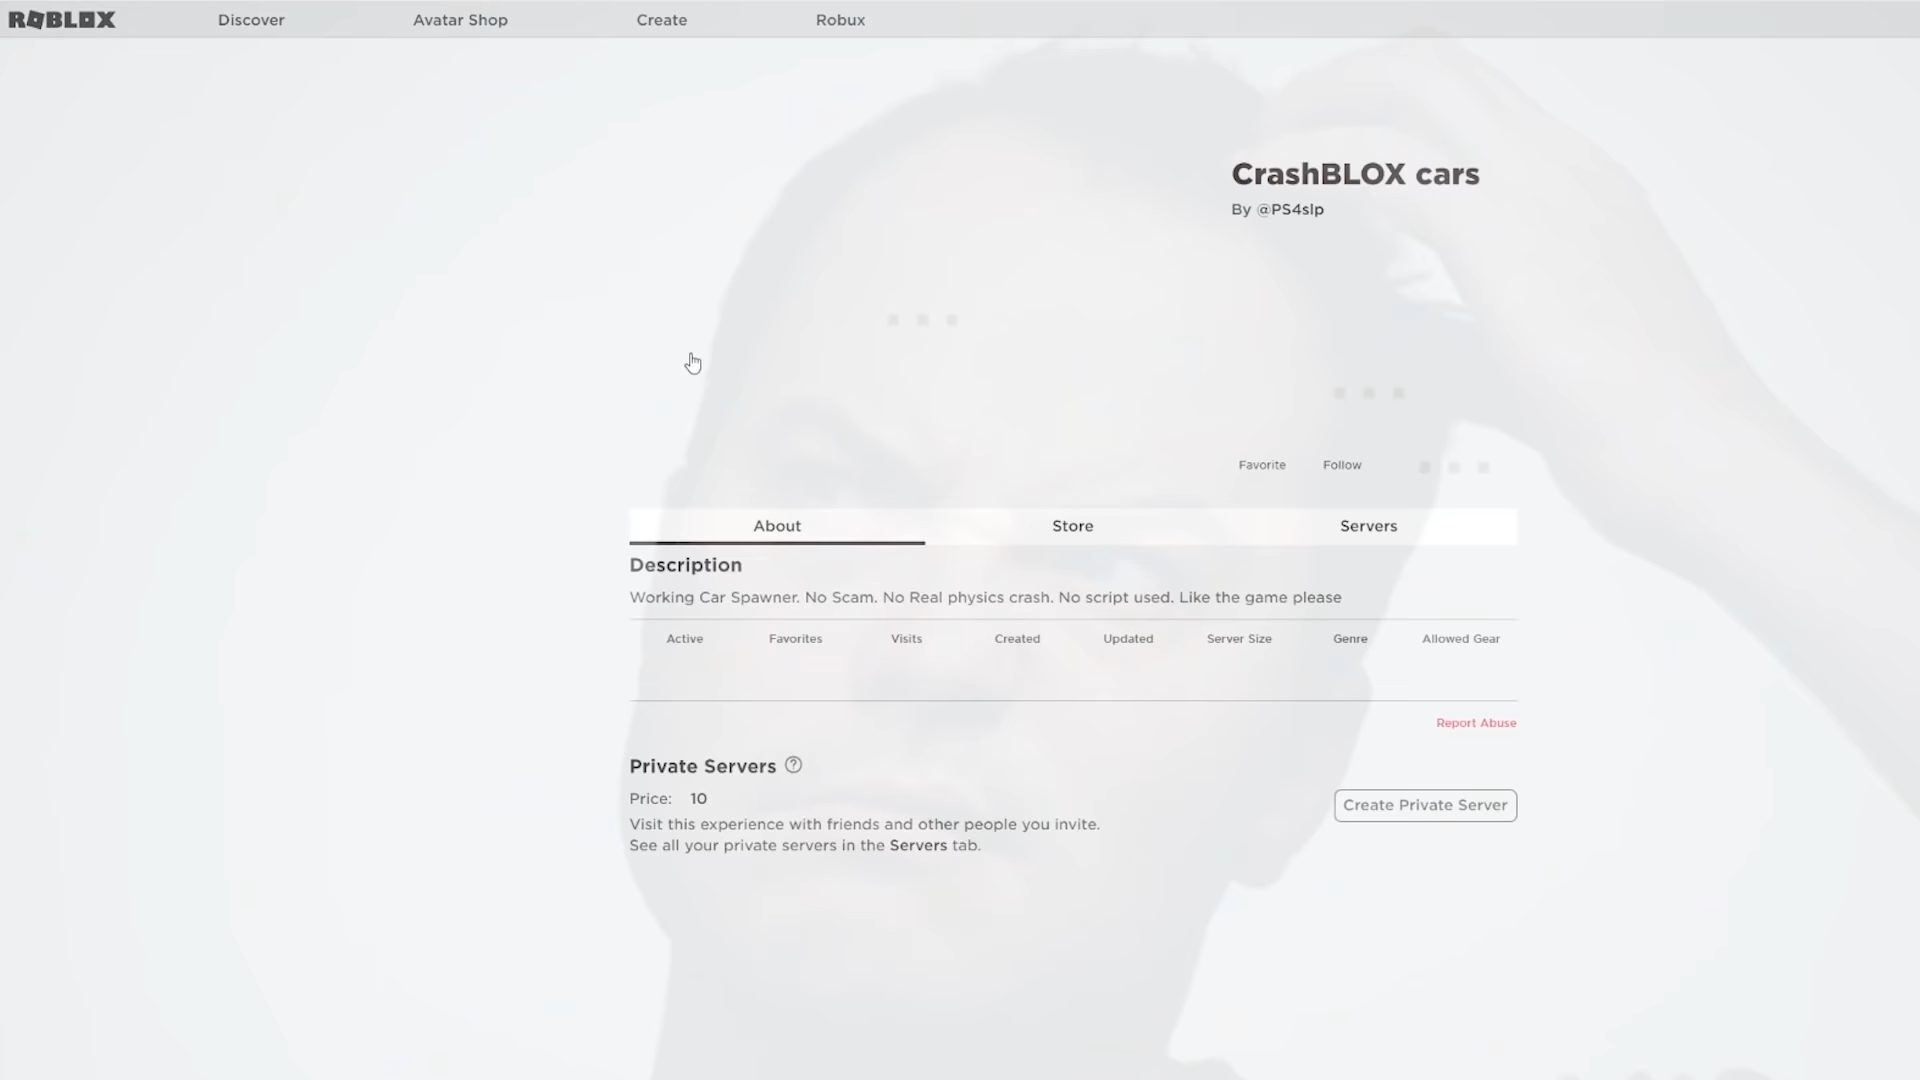 ROBLOX Discover Avatar Shop Create Robux
CrashBLOX cars
By @PS4slp
Favorite Follow
About Store Servers
Description
Working Car Spawner. No Scam. No Real physics crash. No script used. Like the game please
Active Favorites Visits Created Updated Server Size Genre Allowed Gear
Report Abuse
Private Servers
Price: 10
Create Private Server
Visit this experience with friends and other people you invite.
See all your private servers in the Servers tab.